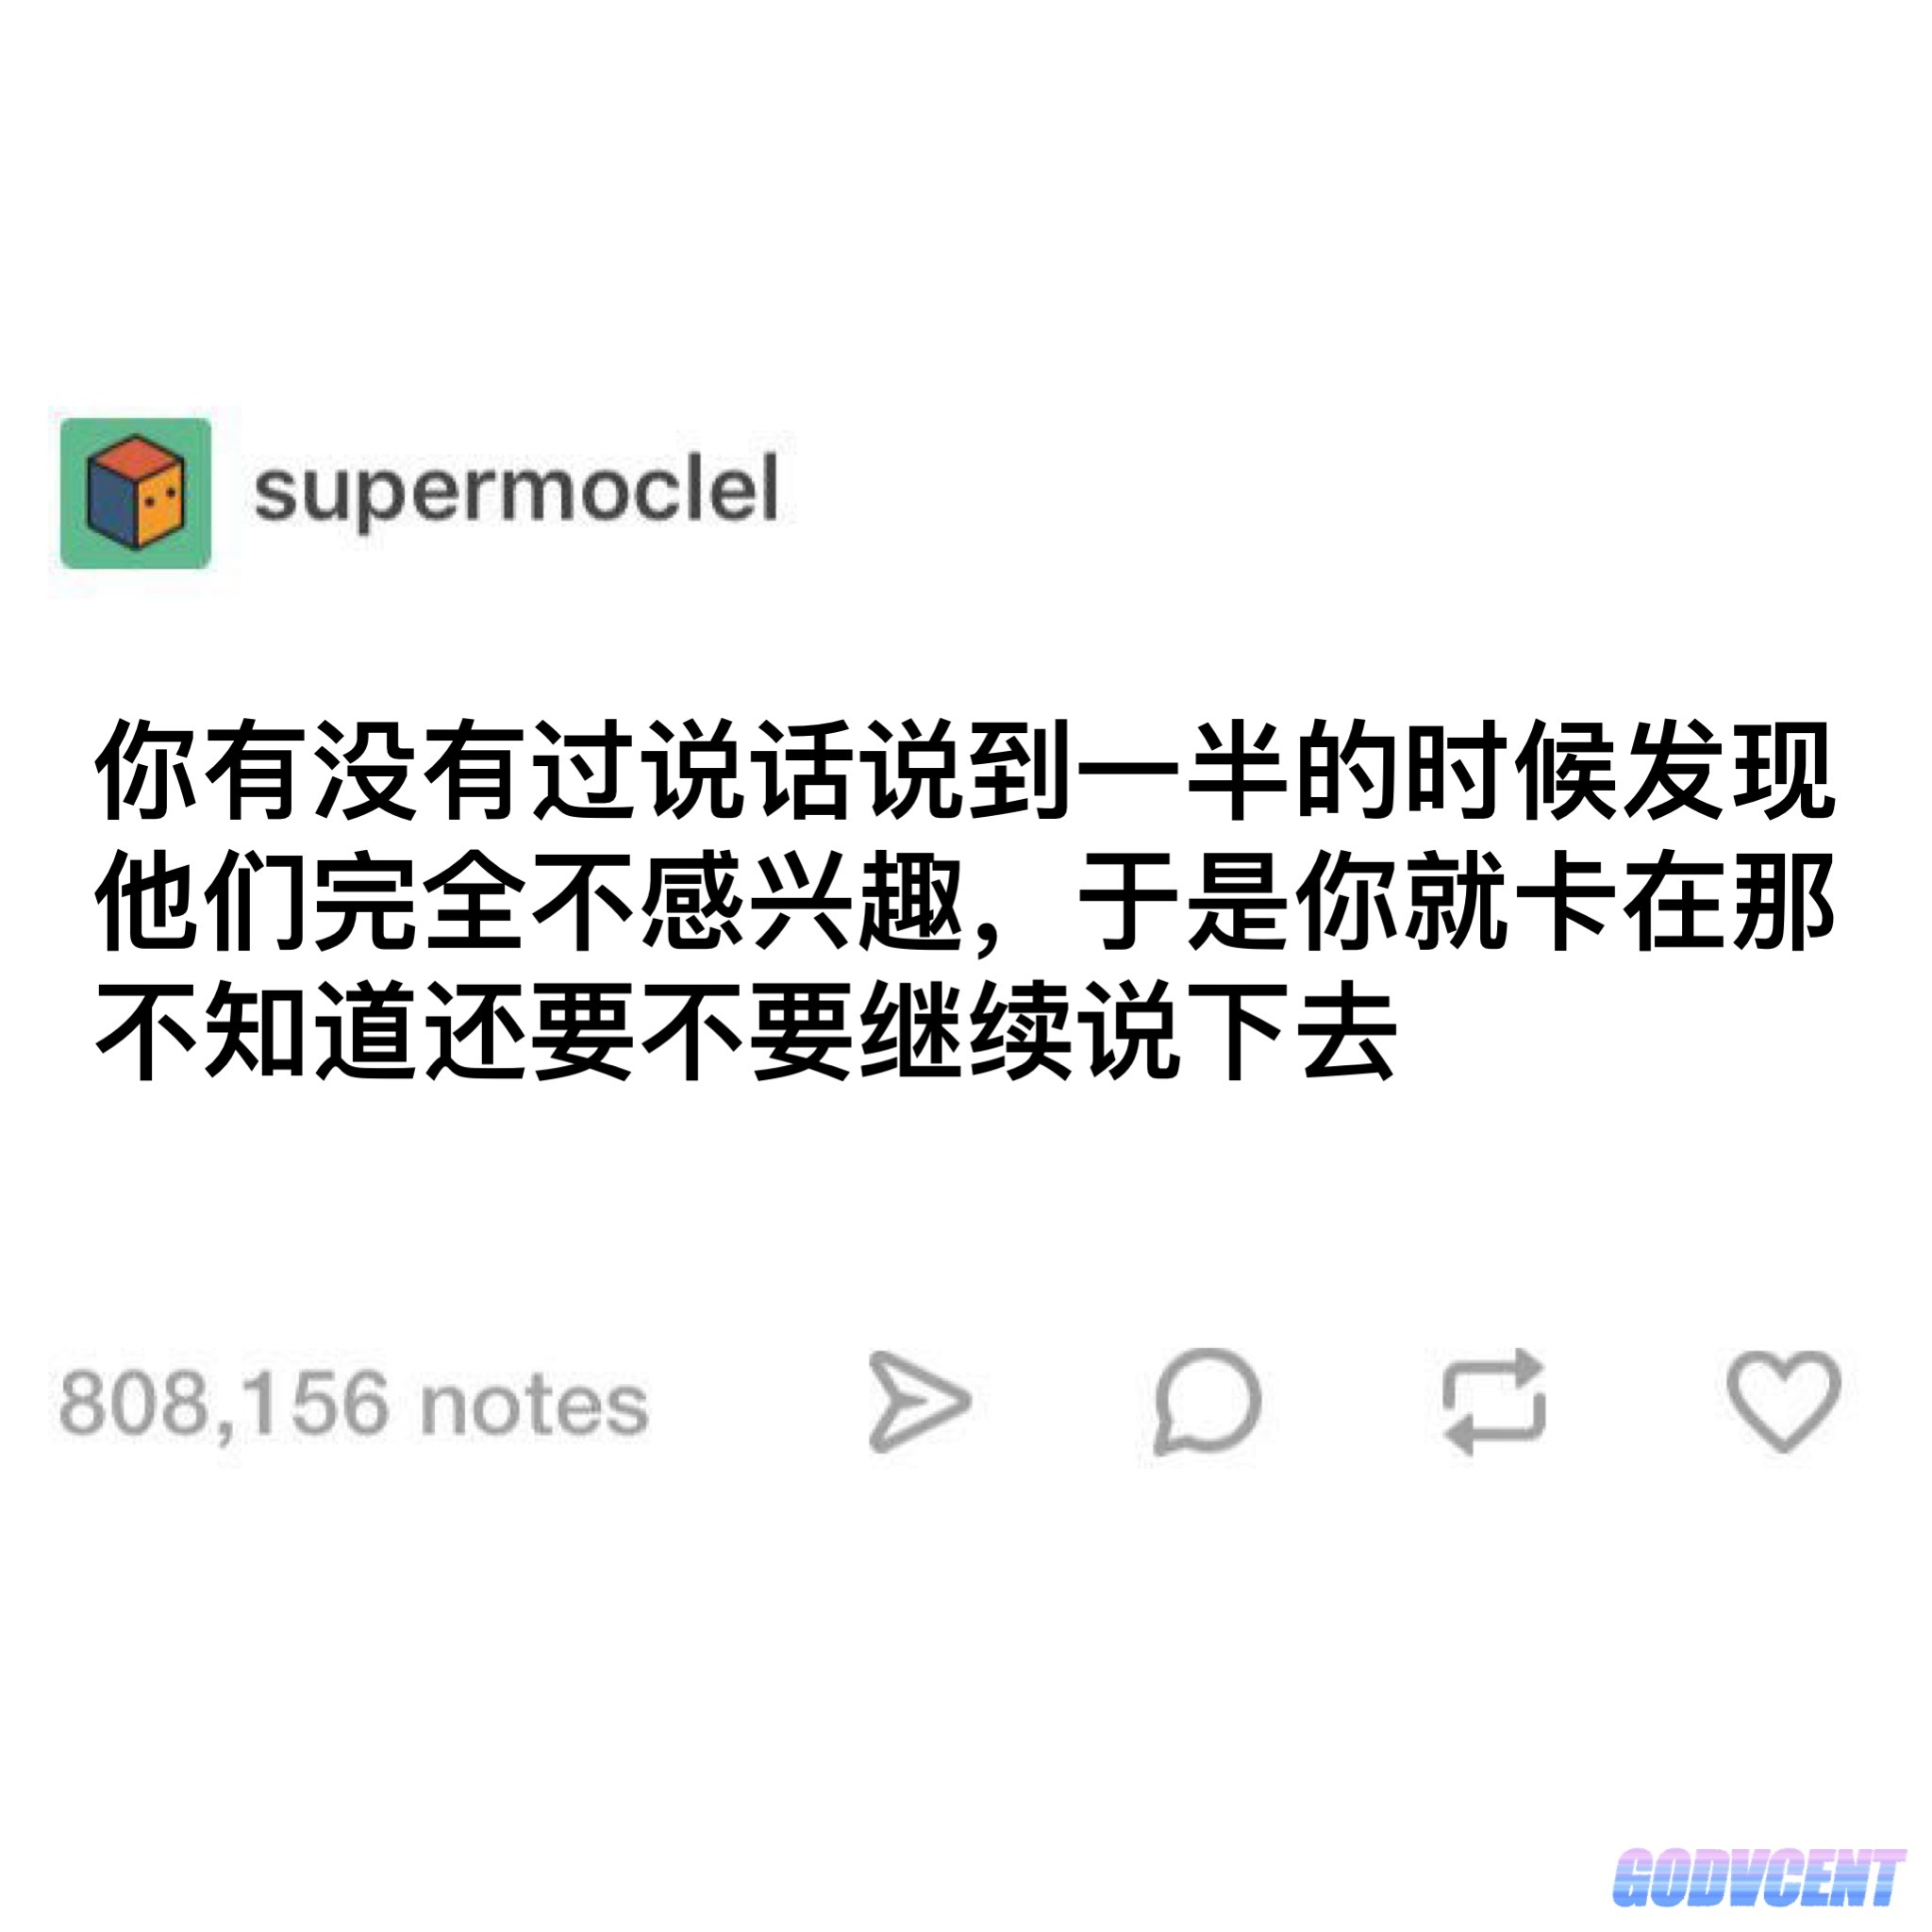 supermoclel
你有没有过说话说到一半的时候发现
他们完全不感兴趣，于是你就卡在那
不知道还要不要继续说下去
808,156 notes
GODVCENT